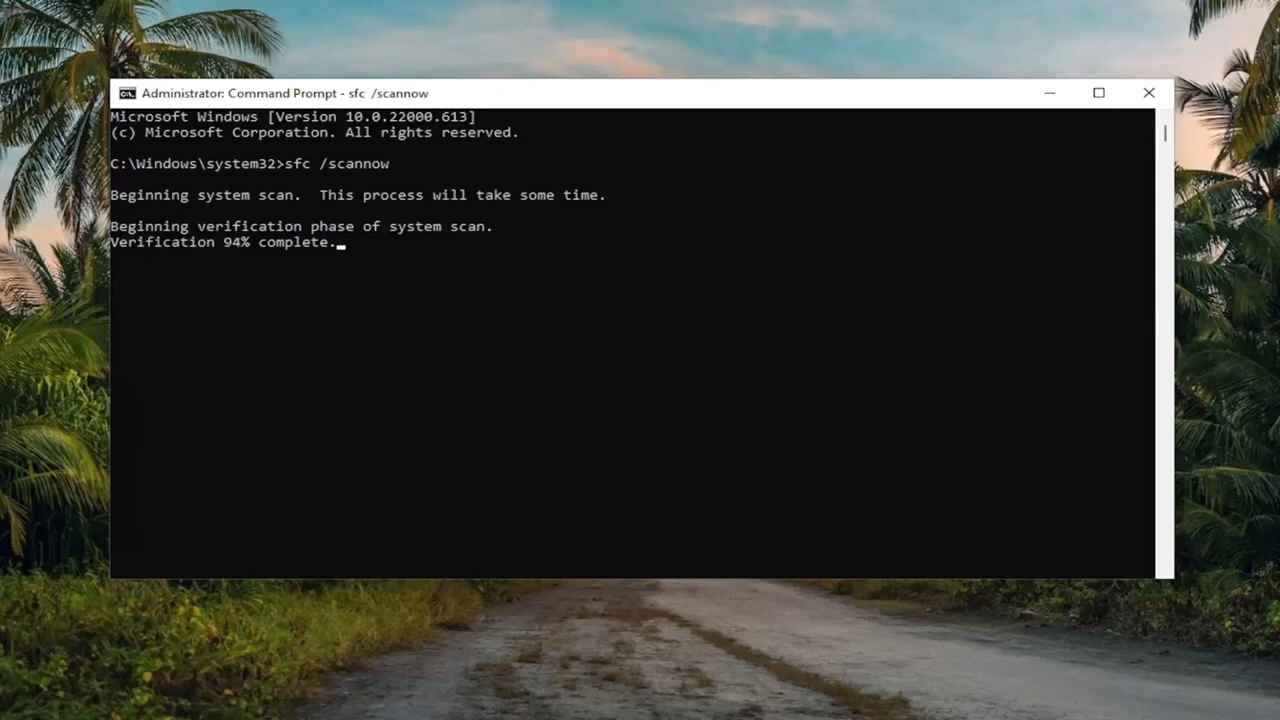 Administrator: Command Prompt - sfc  /scannow
Microsoft Windows [Version 10.0.22000.613]
(c) Microsoft Corporation. All rights reserved.
C:\Windows\system32>sfc /scannow
Beginning system scan.  This process will take some time.
Beginning verification phase of system scan.
Verification 94% complete.